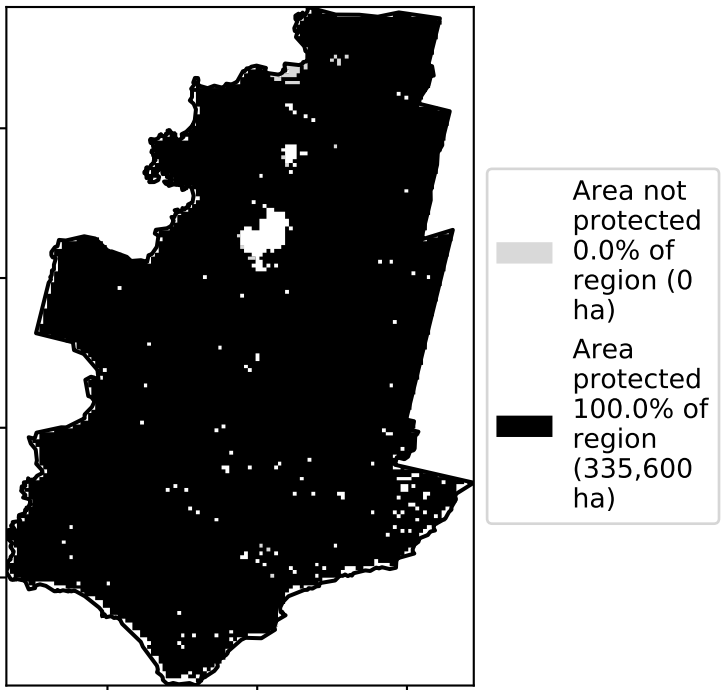 Area not
protected
0.0% of
region (0
ha)
Area
protected
100.0% of
region
(335,600
ha)